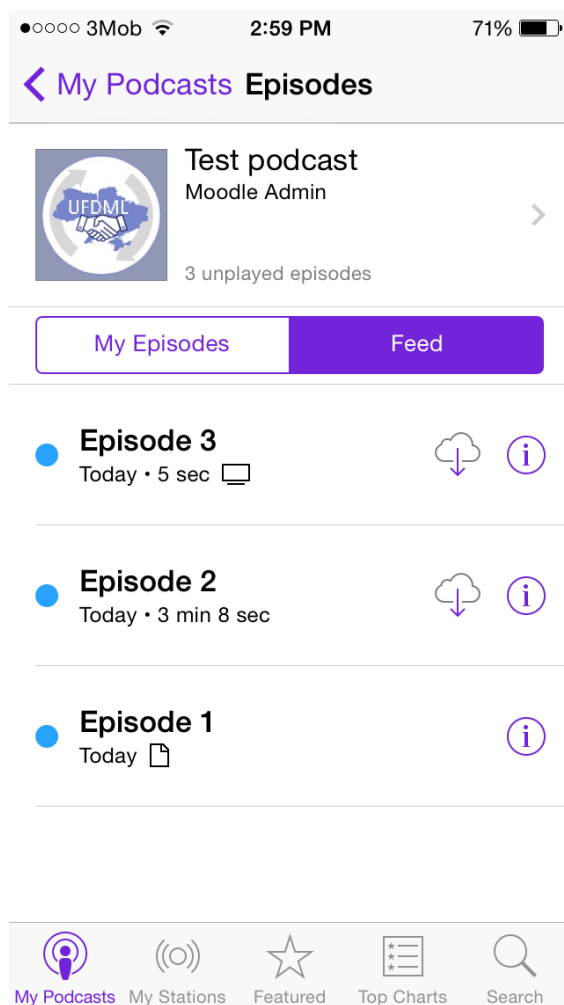 3Mob 2:59 PM 71%
My Podcasts Episodes
Test podcast
UFDML
Moodle Admin
3 unplayed episodes
My Episodes Feed
Episode 3
Today • 5 sec
Episode 2
Today • 3 min 8 sec
Episode 1
Today
My Podcasts My Stations Featured Top Charts Search